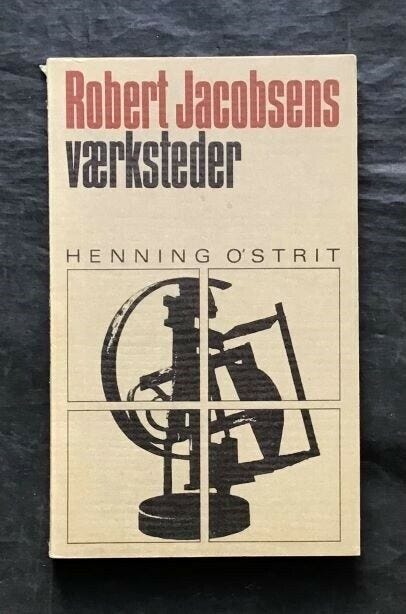 Robert Jacobsens
værksteder
HENNING O'STRIT